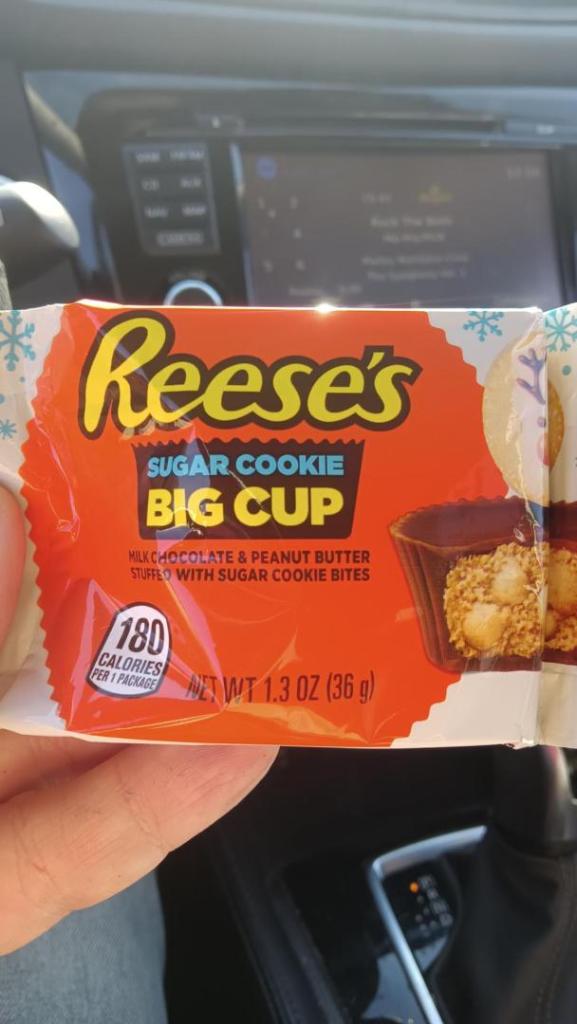 Reese's
SUGAR COOKIE
BIG CUP
MILK CHOCOLATE & PEANUT BUTTER
STUFFED WITH SUGAR COOKIE BITES
180
CALORIES
PER 1 PACKAGE
NET WT 1.3 OZ (36 g)